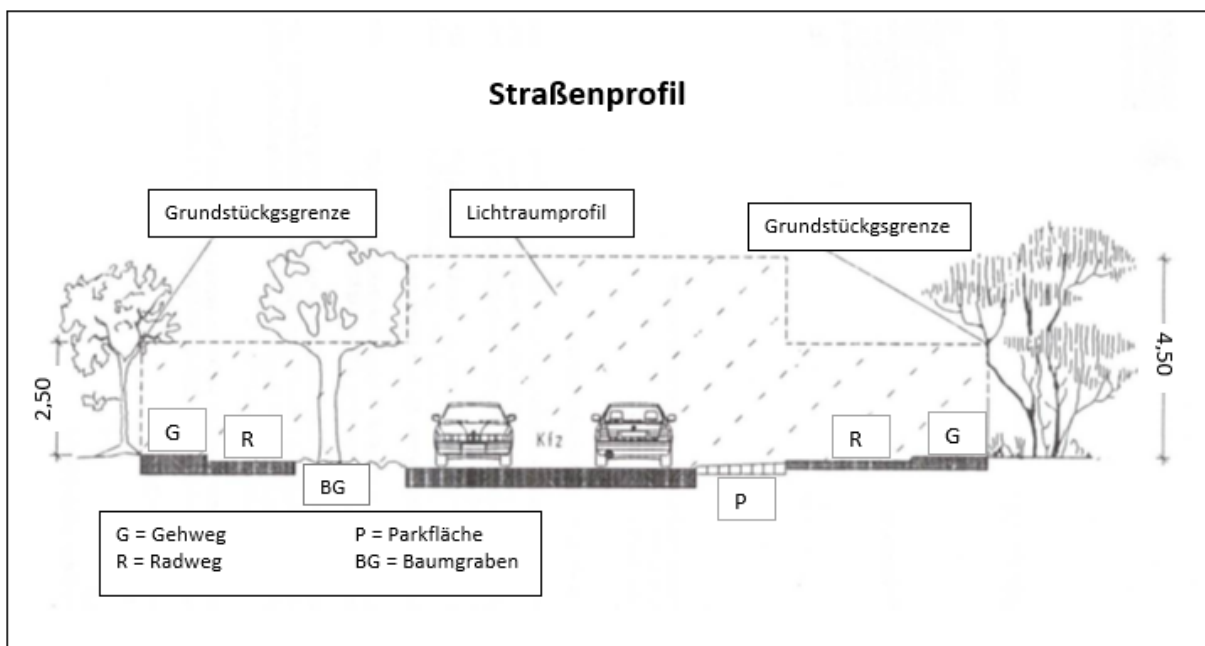 Straßenprofil
Grundstückgsgrenze
Lichtraumprofil
Grundstückgsgrenze
2,50
4,50
G
R
Kfz
R
G
BG
P
G = Gehweg P = Parkfläche
R = Radweg BG = Baumgraben